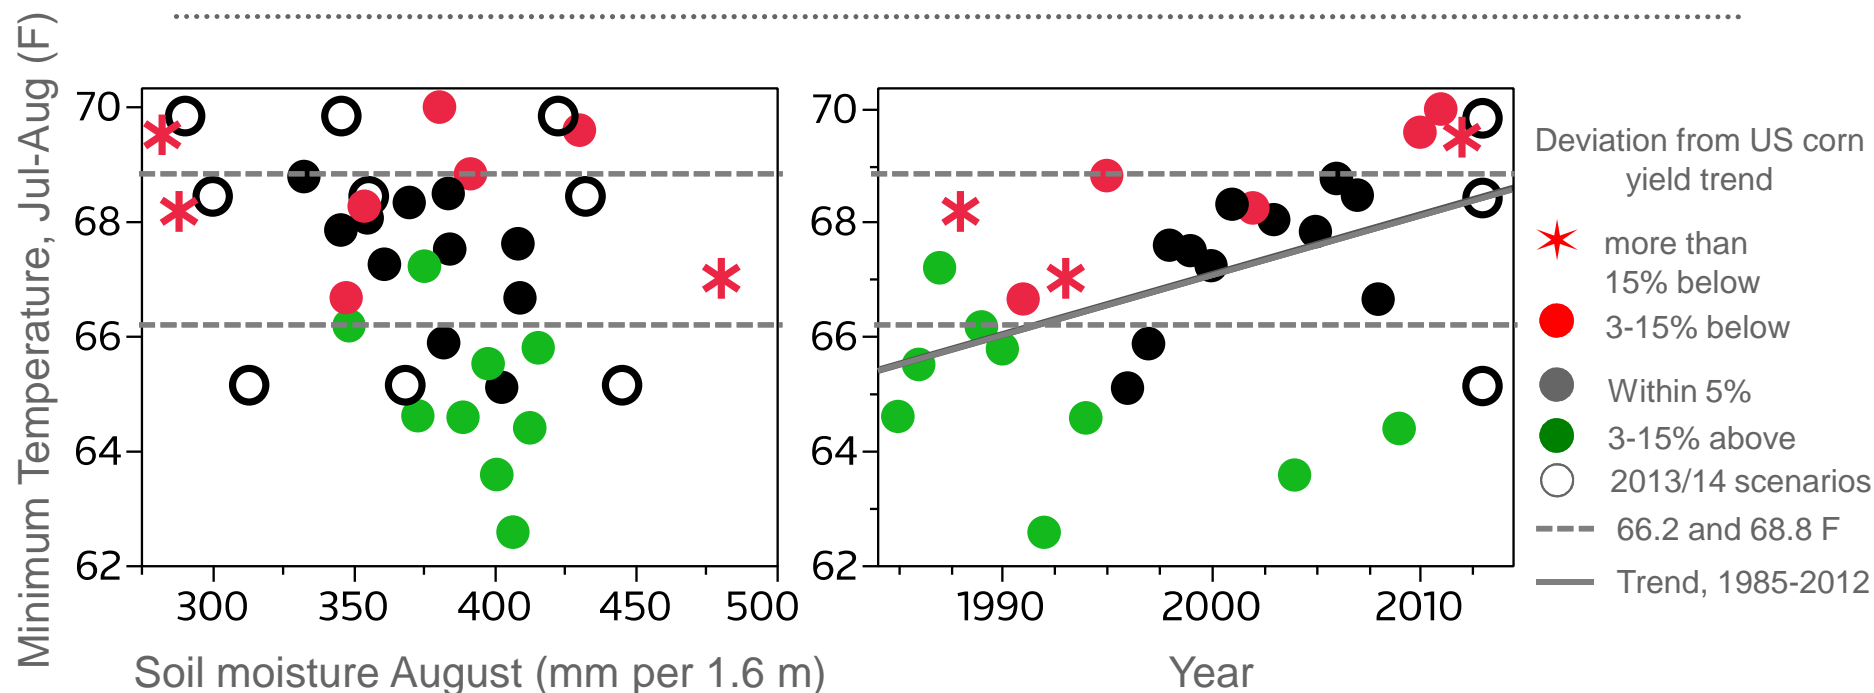 Minimum Temperature, Jul-Aug (F)
70
68
66
64
62
300 350 400 450 500
Soil moisture August (mm per 1.6 m)
70
68
66
64
62
1990 2000 2010
Year
Deviation from US corn
yield trend
more than
15% below
3-15% below
Within 5%
3-15% above
2013/14 scenarios
66.2 and 68.8 F
Trend, 1985-2012